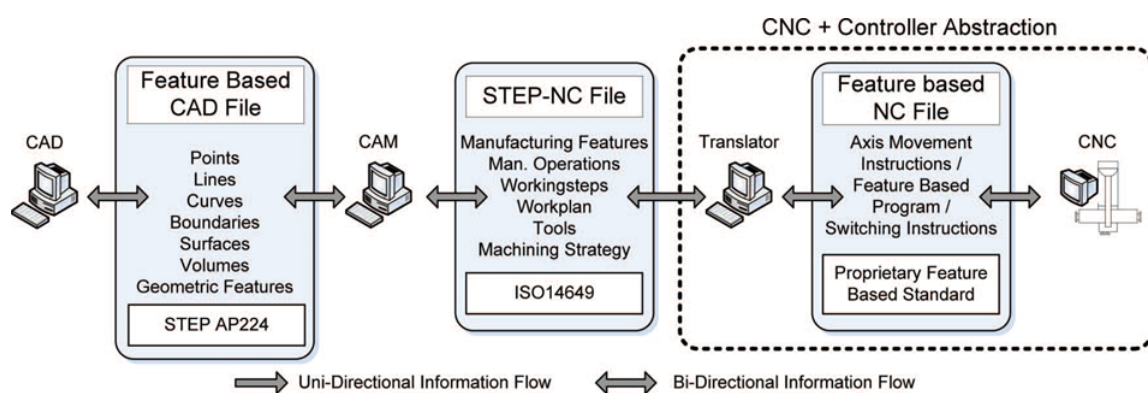 CNC + Controller Abstraction
Feature Based
CAD File
STEP-NC File
Feature based
NC File
CAD
Points
Lines
Curves
Boundaries
Surfaces
Volumes
Geometric Features
STEP AP224
CAM
Manufacturing Features
Man. Operations
Workingsteps
Workplan
Tools
Machining Strategy
ISO14649
Translator
Axis Movement
Instructions /
Feature Based
Program /
Switching Instructions
Proprietary Feature
Based Standard
CNC
Uni-Directional Information Flow
Bi-Directional Information Flow